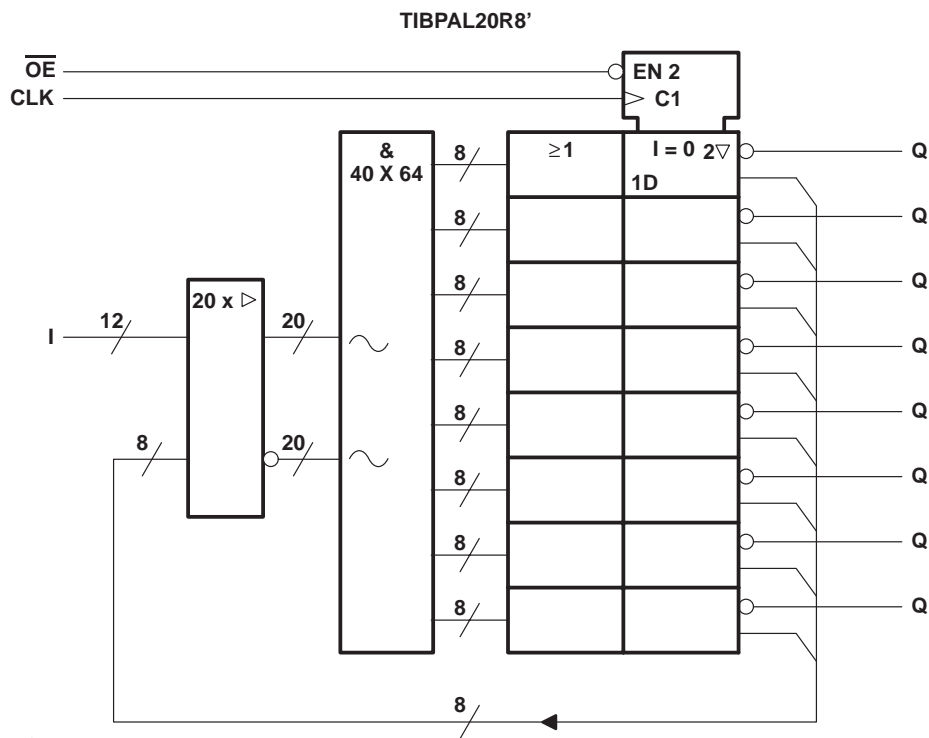 TIBPAL20R8’
OE
CLK
EN 2
C1
&
40 X 64
8
≥1
I = 0 2▽
1D
Q
8
Q
8
Q
20 x ▷
I
12
20
8
Q
8
Q
8
20
8
Q
8
Q
8
Q
8